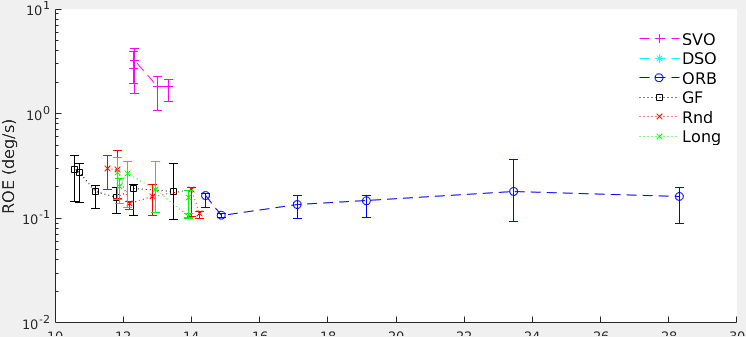 10^1
SVO
DSO
ORB
GF
Rnd
Long
10^0
ROE (deg/s)
10^-1
10^-2
10 12 14 16 18 20 22 24 26 28 30